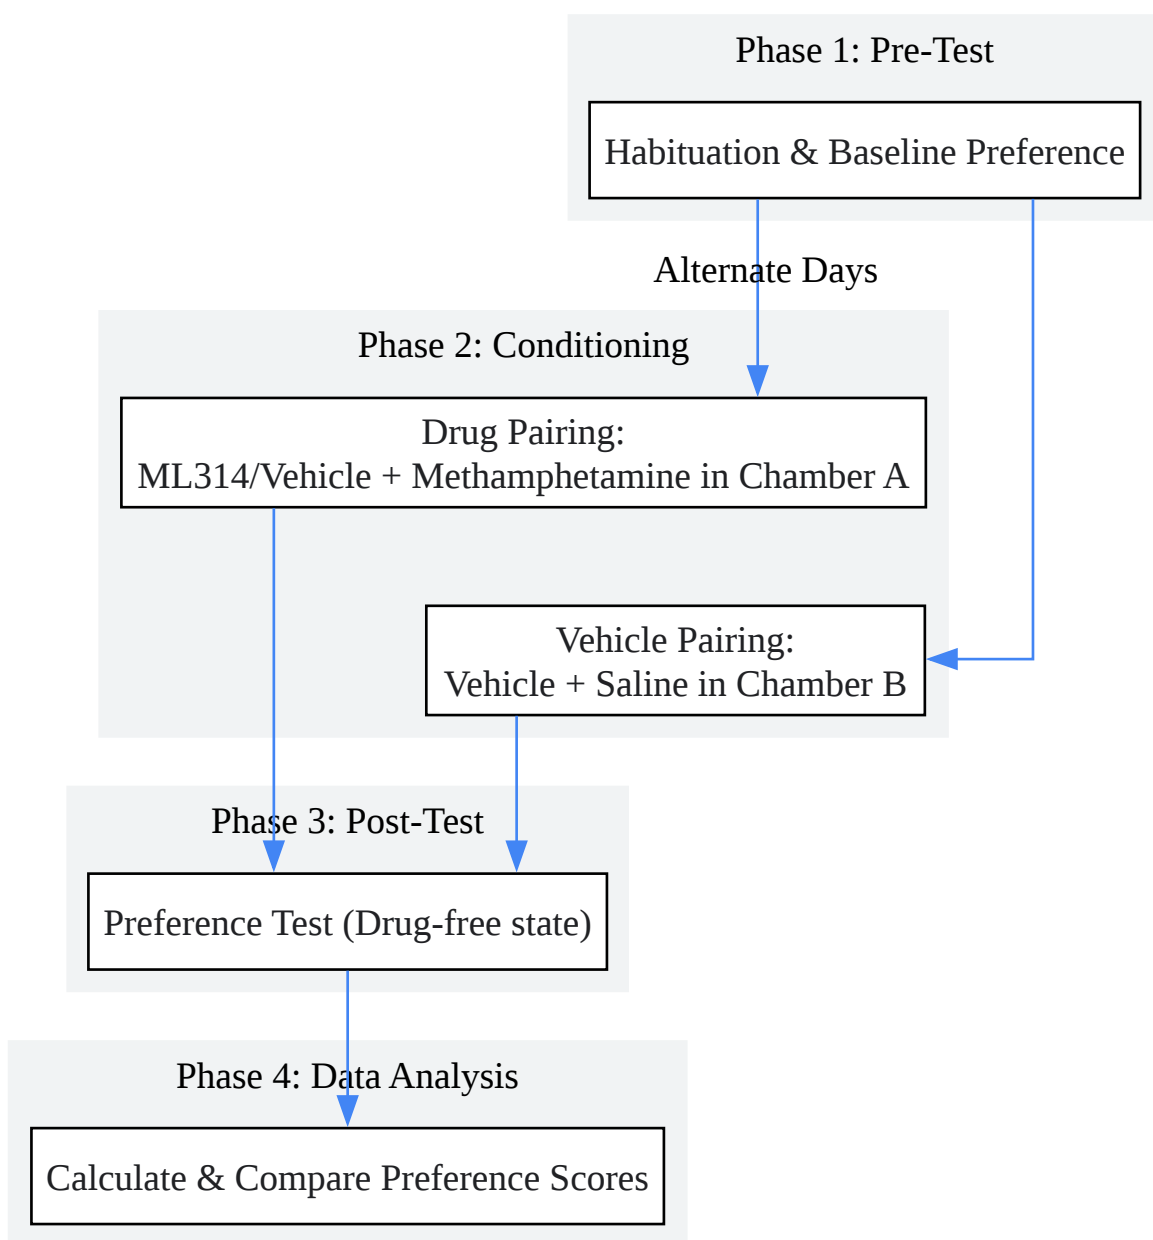 Phase 1: Pre-Test
Habituation & Baseline Preference
Alternate Days
Phase 2: Conditioning
Drug Pairing:
ML314/Vehicle + Methamphetamine in Chamber A
Vehicle Pairing:
Vehicle + Saline in Chamber B
Phase 3: Post-Test
Preference Test (Drug-free state)
Phase 4: Data Analysis
Calculate & Compare Preference Scores